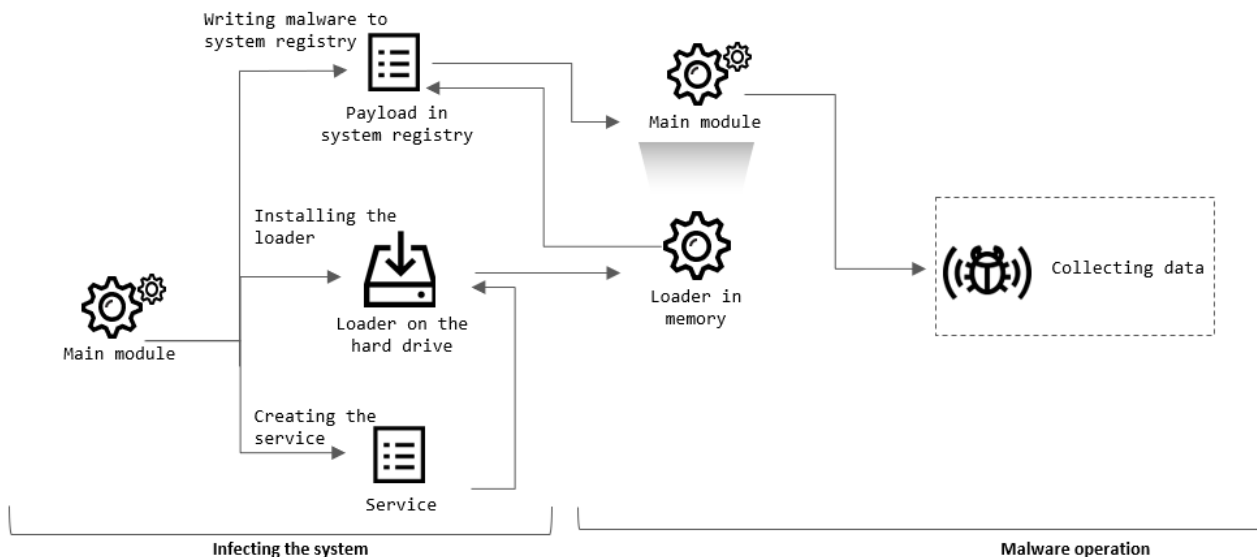 Writing malware to
system registry
Payload in
system registry
Main module
Installing the
loader
Loader on the
hard drive
Loader in
memory
Collecting data
Main module
Creating the
service
Service
Infecting the system
Malware operation